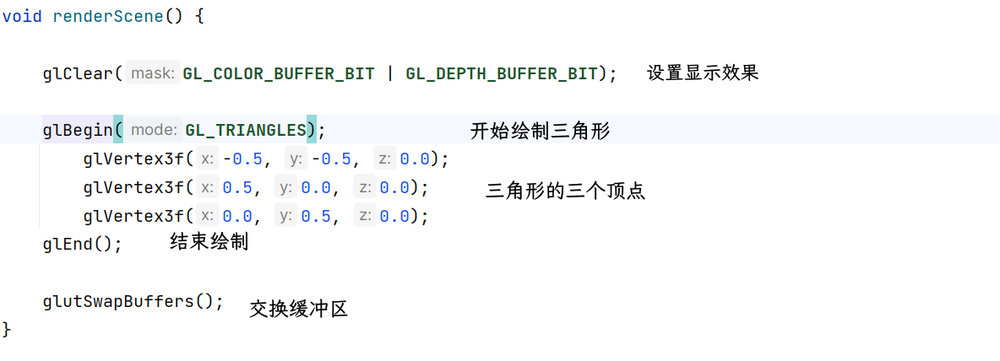 void renderScene() {
glClear( mask: GL_COLOR_BUFFER_BIT | GL_DEPTH_BUFFER_BIT); 设置显示效果
glBegin( mode: GL_TRIANGLES); 开始绘制三角形
glVertex3f( x: -0.5, y: -0.5, z: 0.0);
glVertex3f( x: 0.5, y: 0.0, z: 0.0); 三角形的三个顶点
glVertex3f( x: 0.0, y: 0.5, z: 0.0);
glEnd(); 结束绘制
glutSwapBuffers(); 交换缓冲区
}